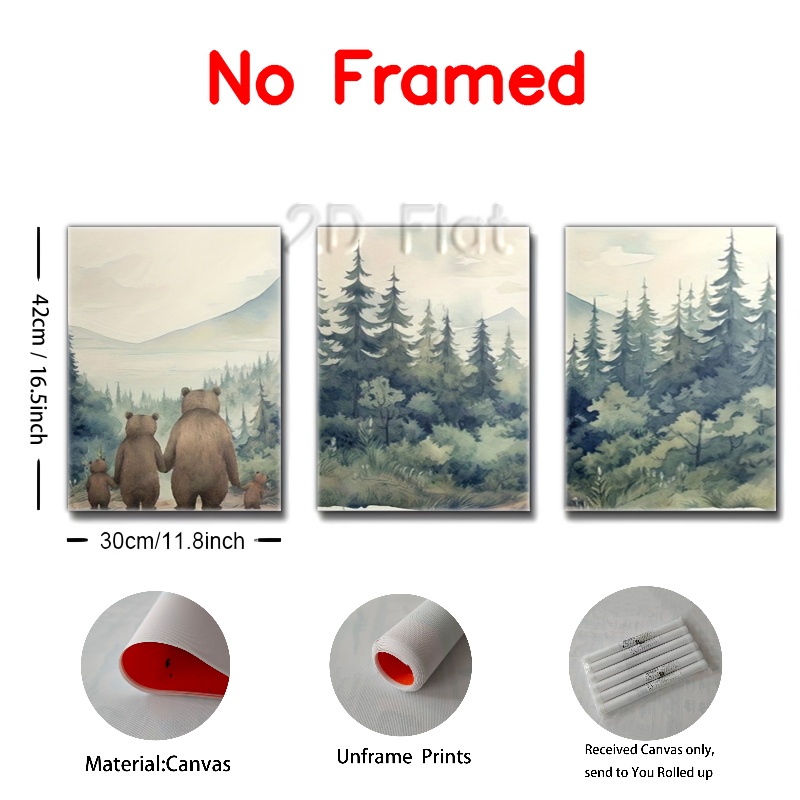 No Framed
2D Flat
42cm / 16.5inch
30cm/11.8inch
Material:Canvas
Unframe Prints
Received Canvas only,
send to You Rolled up